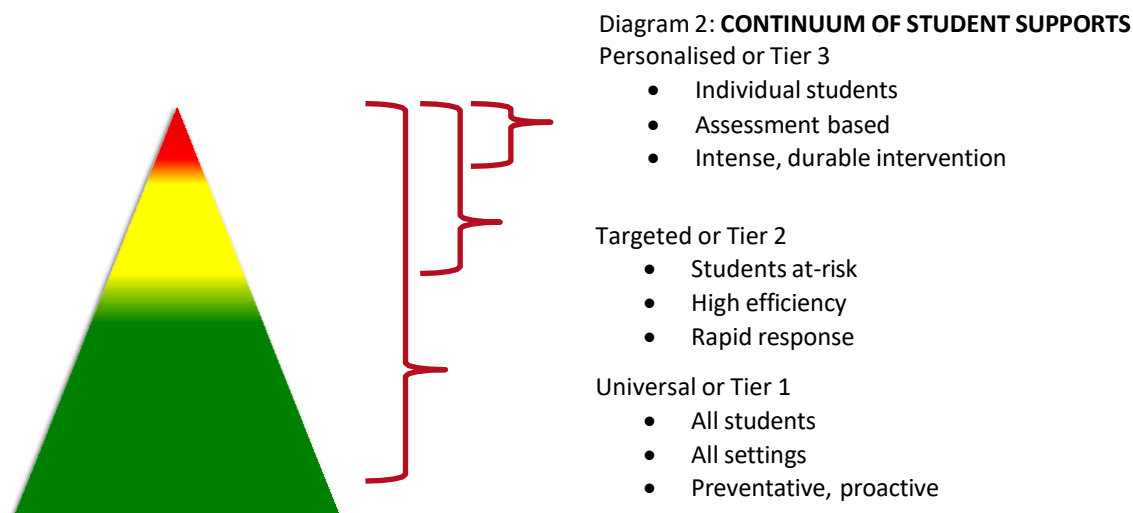 Diagram 2: CONTINUUM OF STUDENT SUPPORTS
Personalised or Tier 3
• Individual students
• Assessment based
• Intense, durable intervention
Targeted or Tier 2
• Students at-risk
• High efficiency
• Rapid response
Universal or Tier 1
• All students
• All settings
• Preventative, proactive